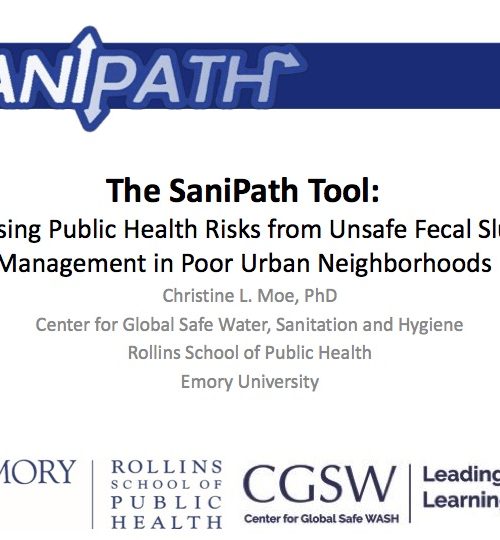 ANIPATH
The SaniPath Tool:
sing Public Health Risks from Unsafe Fecal Slu
Management in Poor Urban Neighborhoods
Christine L. Moe, PhD
Center for Global Safe Water, Sanitation and Hygiene
Rollins School of Public Health
Emory University
MORY
ROLLINS
SCHOOL OF
PUBLIC
HEALTH
CGSW
Center for Global Safe WASH
Leading
Learning